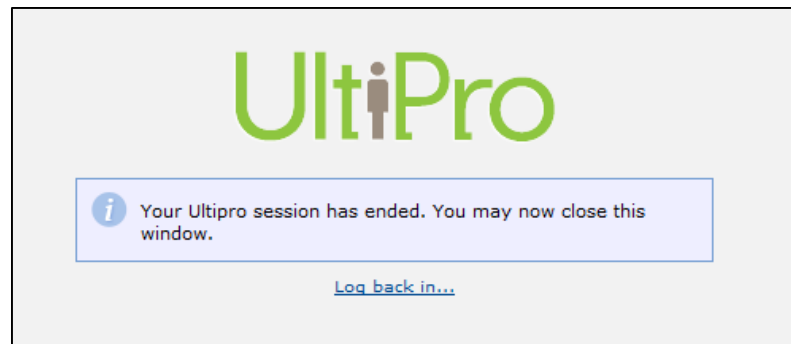 UltiPro
i
Your Ultipro session has ended. You may now close this
window.
Log back in...